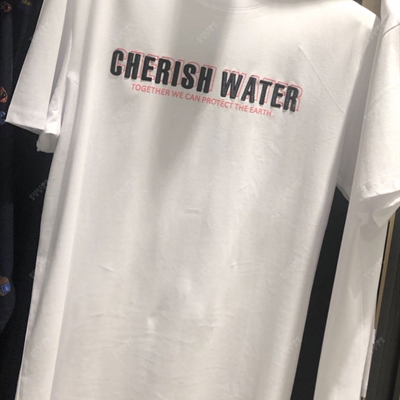 CHERISH WATER
TOGETHER WE CAN PROTECT THE EARTH